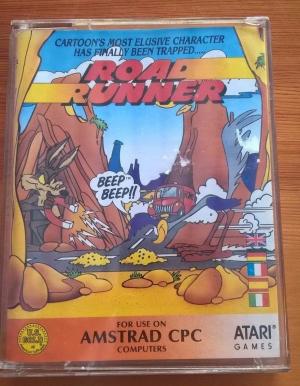 CARTOON'S MOST ELUSIVE CHARACTER
HAS FINALLY BEEN TRAPPED.....
ROAD
RUNNER
BEEP
BEEP!!
FOR USE ON
AMSTRAD CPC
COMPUTERS
U.S.
GOLD
ATARI
GAMES